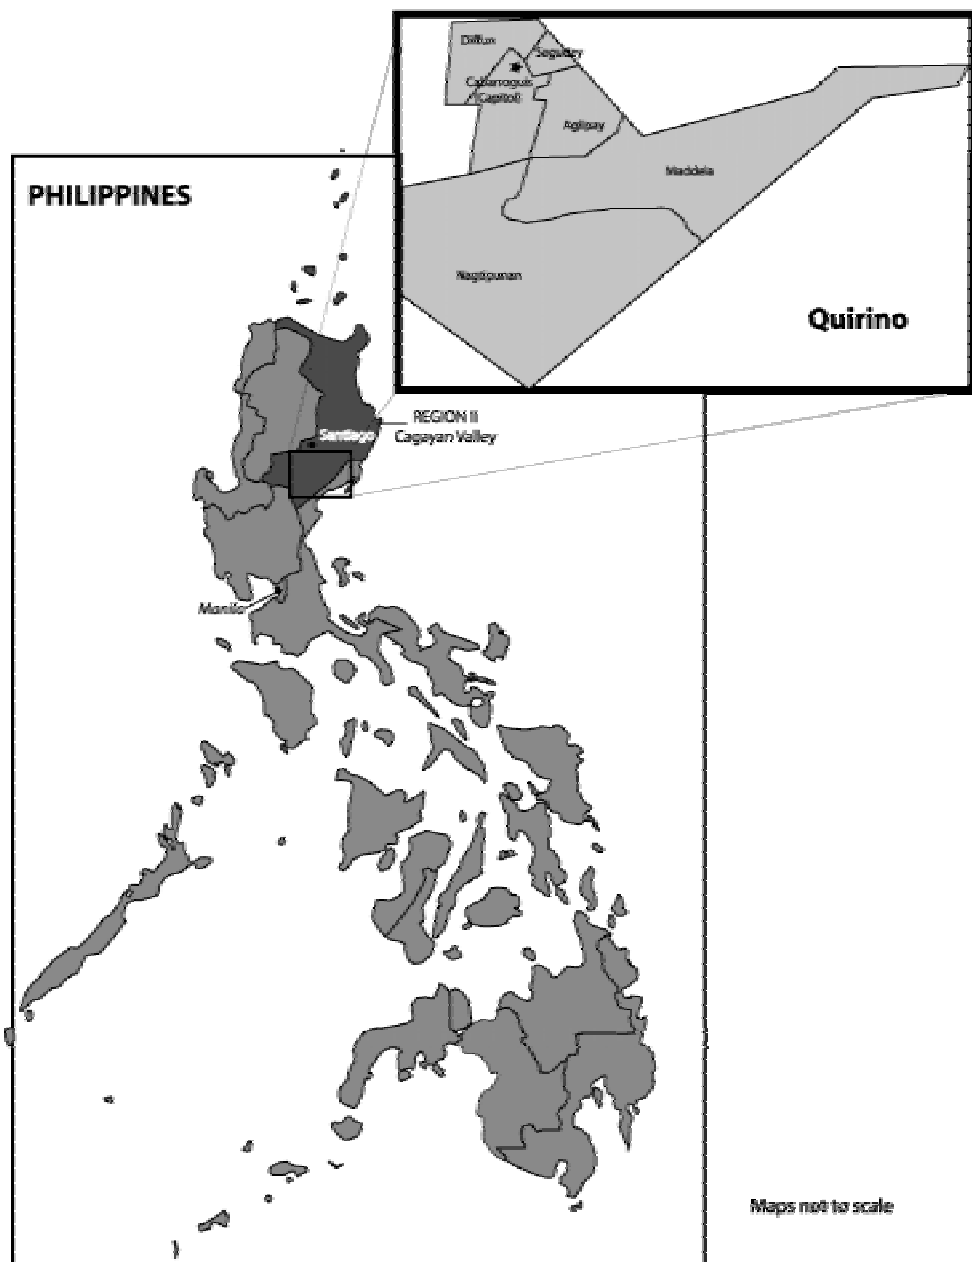 Diffun
Saguday
Cabarroguis
(Capitol)
Aglipay
Maddela
Nagtipunan
Quirino
PHILIPPINES
REGION II
Cagayan Valley
Santiago
Manila
Maps not to scale